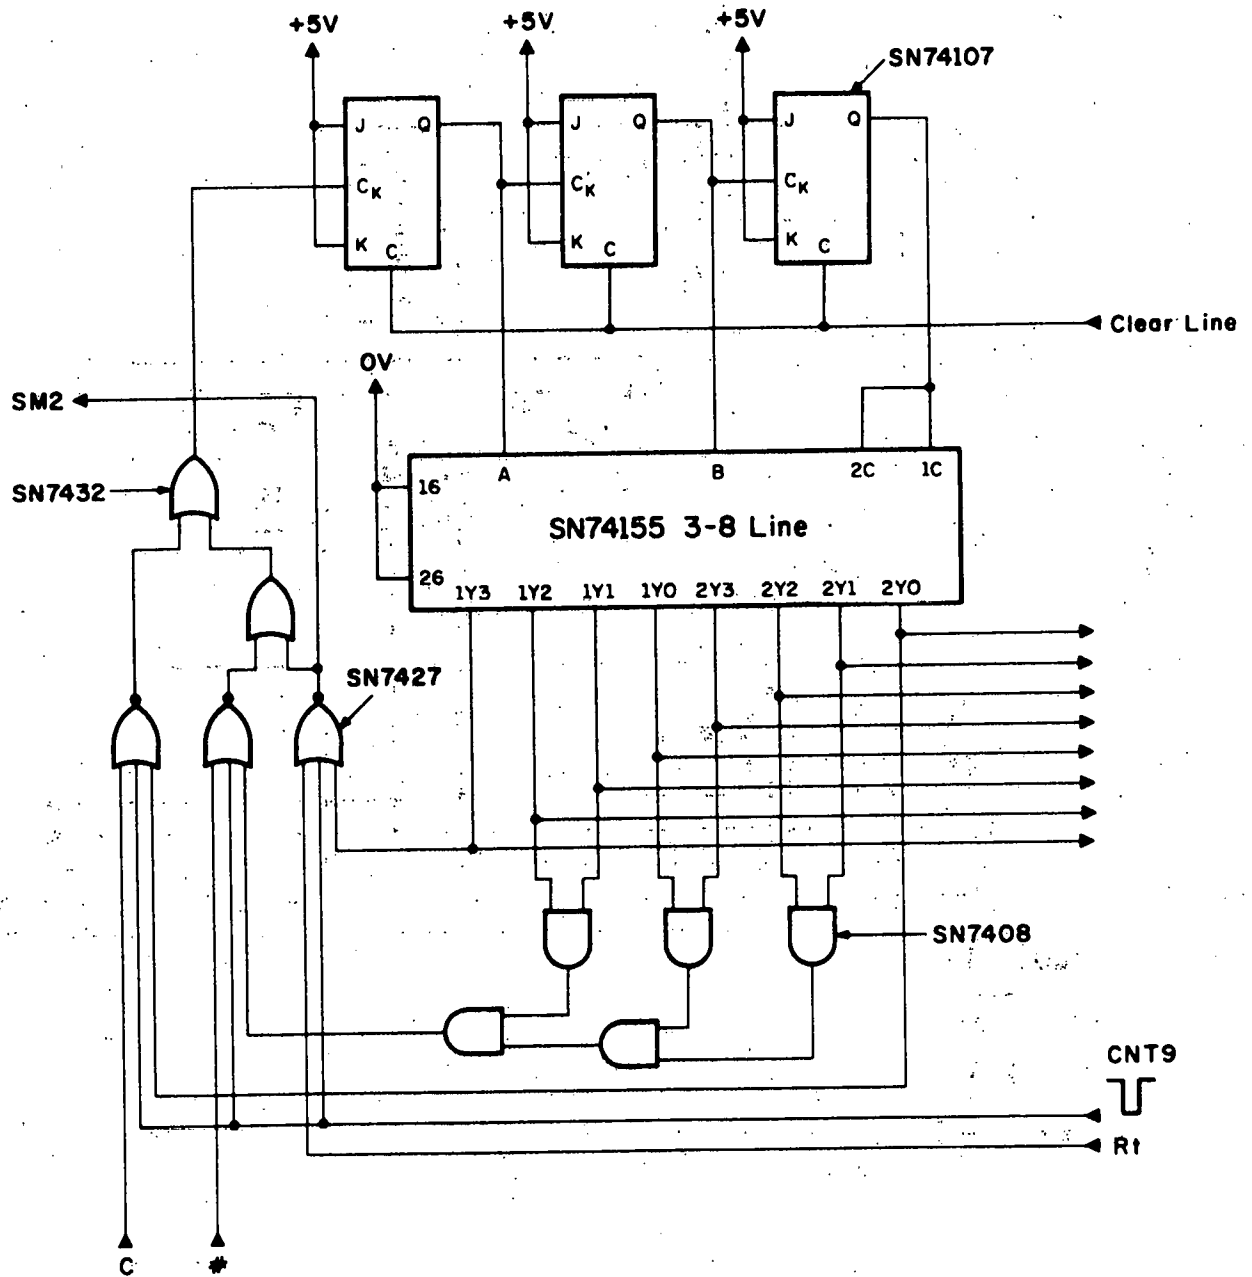 +5V +5V +5V
SN74107
J Q J Q J Q
CK CK CK
K C K C K C
Clear Line
0V
SM2
A B 2C 1C
16
SN7432
SN74155 3-8 Line
26
1Y3 1Y2 1Y1 1Y0 2Y3 2Y2 2Y1 2Y0
SN7427
SN7408
CNT9
Rt
C #